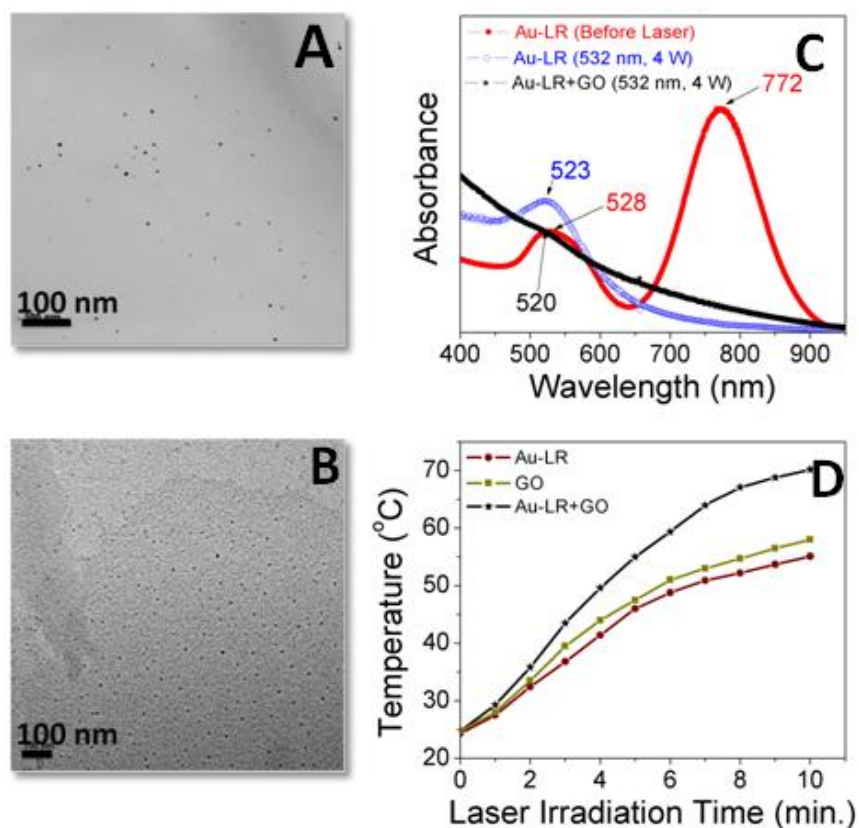 A
100 nm
C
Au-LR (Before Laser)
Au-LR (532 nm, 4 W)
Au-LR+GO (532 nm, 4 W)
772
523
528
520
Absorbance
400 500 600 700 800 900
Wavelength (nm)
B
100 nm
D
Au-LR
GO
Au-LR+GO
Temperature (°C)
70
60
50
40
30
20
0 2 4 6 8 10
Laser Irradiation Time (min.)